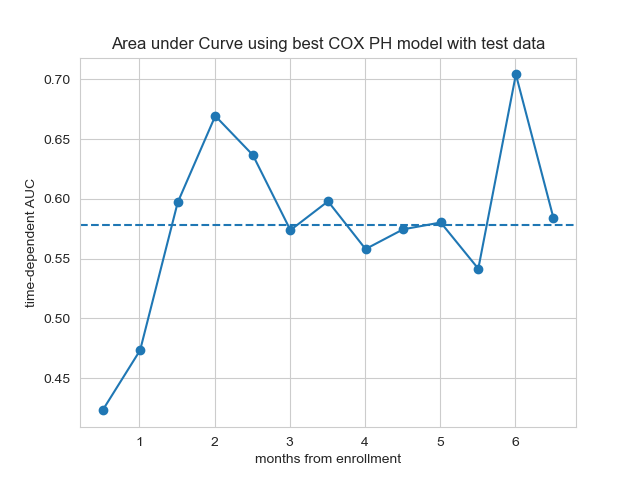 Area under Curve using best COX PH model with test data
time-dependent AUC
0.70
0.65
0.60
0.55
0.50
0.45
1 2 3 4 5 6
months from enrollment